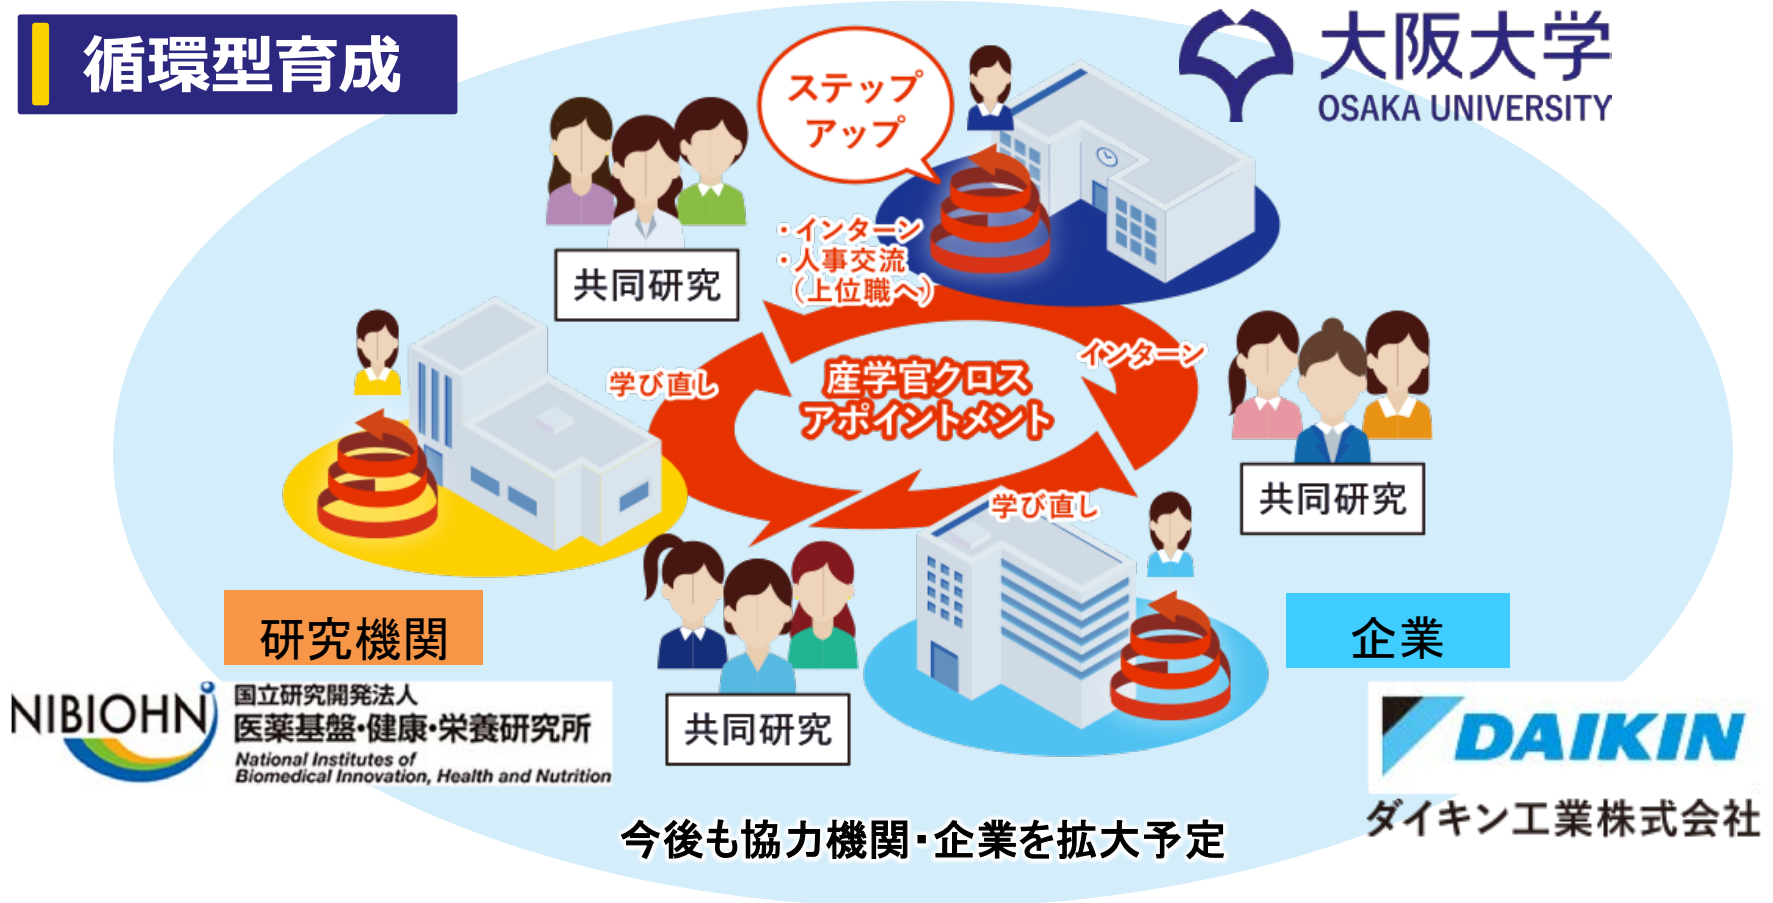 循環型育成
大阪大学
OSAKA UNIVERSITY
ステップ
アップ
・インターン
・人事交流
（上位職へ）
共同研究
学び直し
産学官クロス
アポイントメント
インターン
共同研究
学び直し
研究機関
企業
NIBIOHN
国立研究開発法人
医薬基盤・健康・栄養研究所
National Institutes of
Biomedical Innovation, Health and Nutrition
共同研究
DAIKIN
ダイキン工業株式会社
今後も協力機関・企業を拡大予定